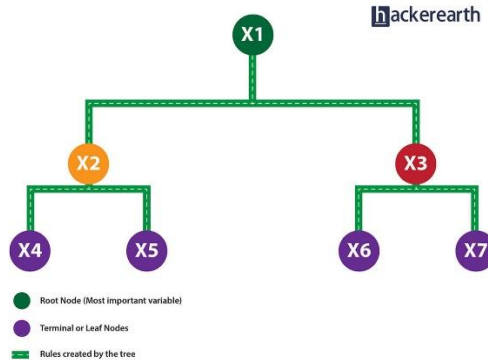 hackerearth
X1
X2 X3
X4 X5 X6 X7
Root Node (Most important variable)
Terminal or Leaf Nodes
Rules created by the tree